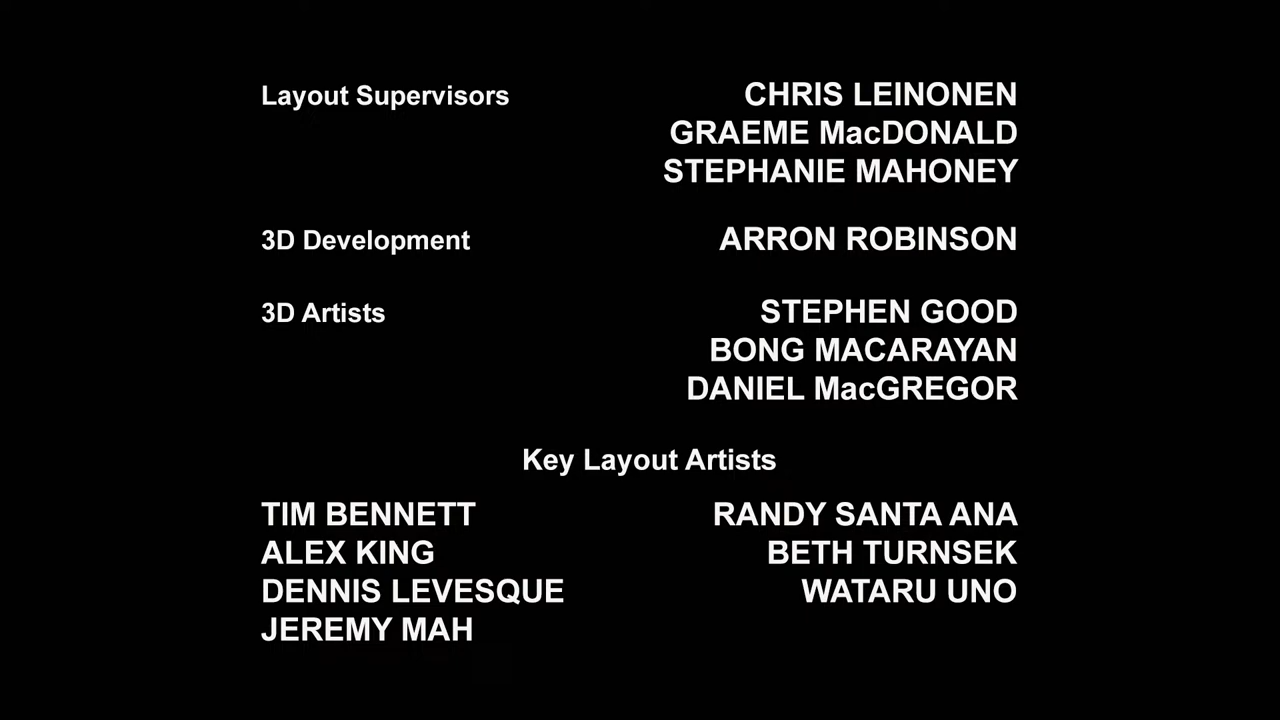 Layout Supervisors CHRIS LEINONEN
GRAEME MacDONALD
STEPHANIE MAHONEY
3D Development ARRON ROBINSON
3D Artists STEPHEN GOOD
BONG MACARAYAN
DANIEL MacGREGOR
Key Layout Artists
TIM BENNETT RANDY SANTA ANA
ALEX KING BETH TURNSEK
DENNIS LEVESQUE WATARU UNO
JEREMY MAH